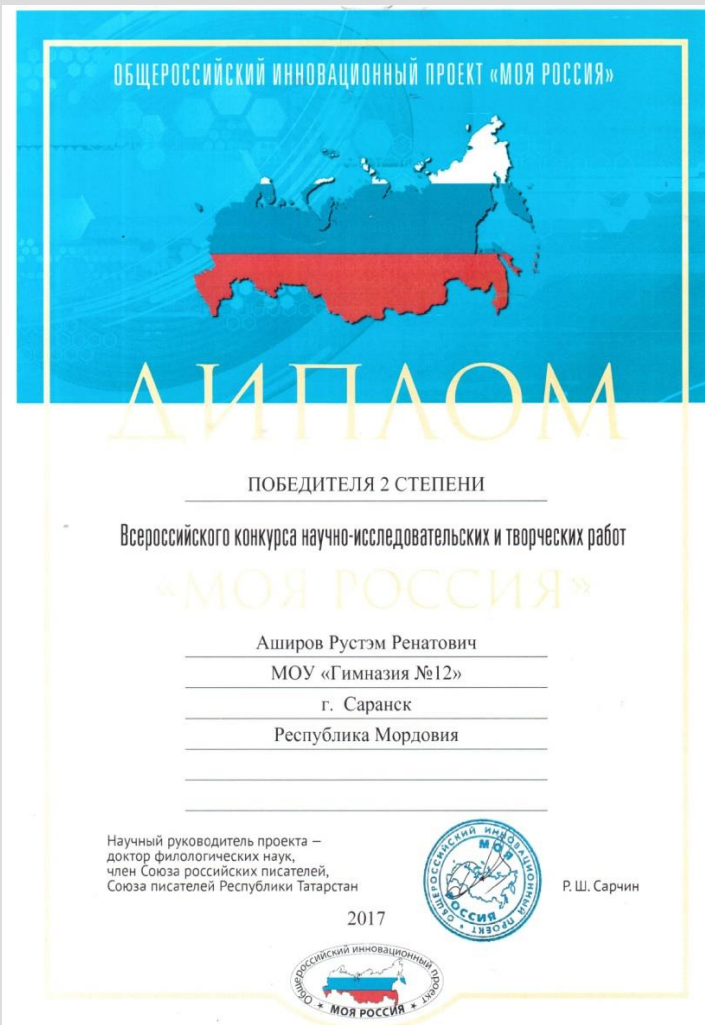 ОБЩЕРОССИЙСКИЙ ИННОВАЦИОННЫЙ ПРОЕКТ «МОЯ РОССИЯ»
ДИПЛОМ
ПОБЕДИТЕЛЯ 2 СТЕПЕНИ
Всероссийского конкурса научно-исследовательских и творческих работ
«МОЯ РОССИЯ»
Аширов Рустэм Ренатович
МОУ «Гимназия №12»
г. Саранск
Республика Мордовия
Научный руководитель проекта –
доктор филологических наук,
член Союза российских писателей,
Союза писателей Республики Татарстан
ОБЩЕРОССИЙСКИЙ ИННОВАЦИОННЫЙ ПРОЕКТ
МОЯ
РОССИЯ
Р. Ш. Сарчин
2017
Общероссийский инновационный проект
МОЯ РОССИЯ